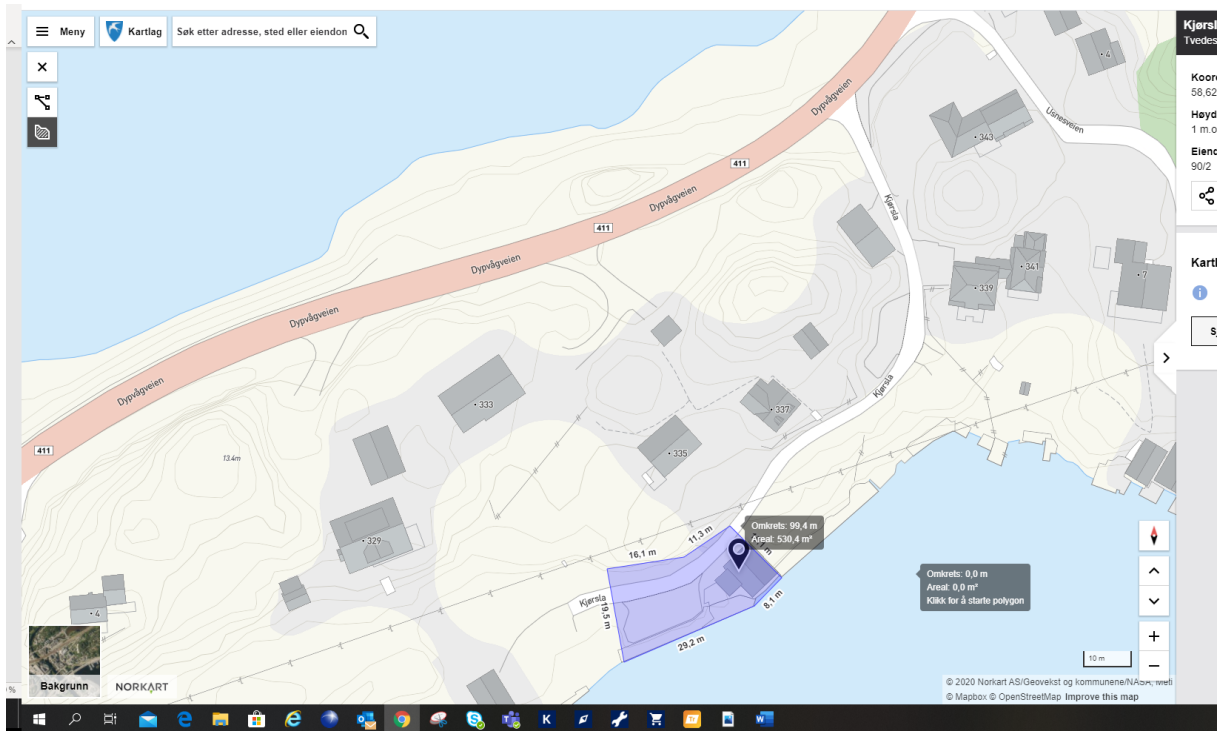 Meny
Kartlag
Søk etter adresse, sted eller eiendon
Kjørsl
Tvedes
Koord
58,62
Høyd
1 m.o
Eiend
90/2
Kartl
Sj
4
343
Usnesveien
Dypvågveien
411
Dypvågveien
Kjørsla
411
Dypvågveien
341
7
339
Dypvågveien
Dypvågveien
Kjørsla
333
337
411
13.4m
335
329
Omkrets: 99,4 m
Areal: 530,4 m²
11,3 m
16,1 m
Omkrets: 0,0 m
Areal: 0,0 m²
Klikk for å starte polygon
Kjørsla
19,5 m
8,1 m
4
29,2 m
10 m
Bakgrunn
NORKART
© 2020 Norkart AS/Geovekst og kommunene/NASA, Meti
© Mapbox © OpenStreetMap Improve this map